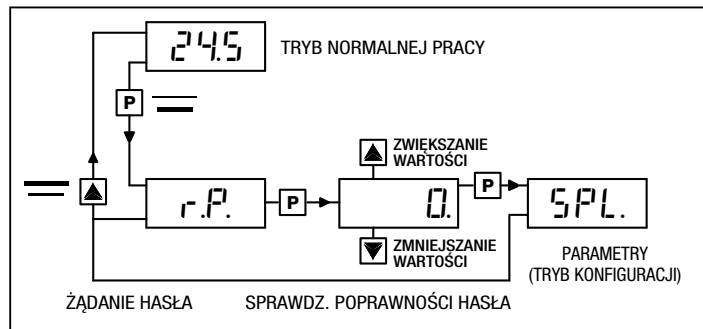 24.5 TRYB NORMALNEJ PRACY
P
ZWIĘKSZANIE
WARTOŚCI
r.P. P 0. P SPL.
ZMNIEJSZANIE
WARTOŚCI
PARAMETRY
(TRYB KONFIGURACJI)
ŻĄDANIE HASŁA SPRAWDZ. POPRAWNOŚCI HASŁA